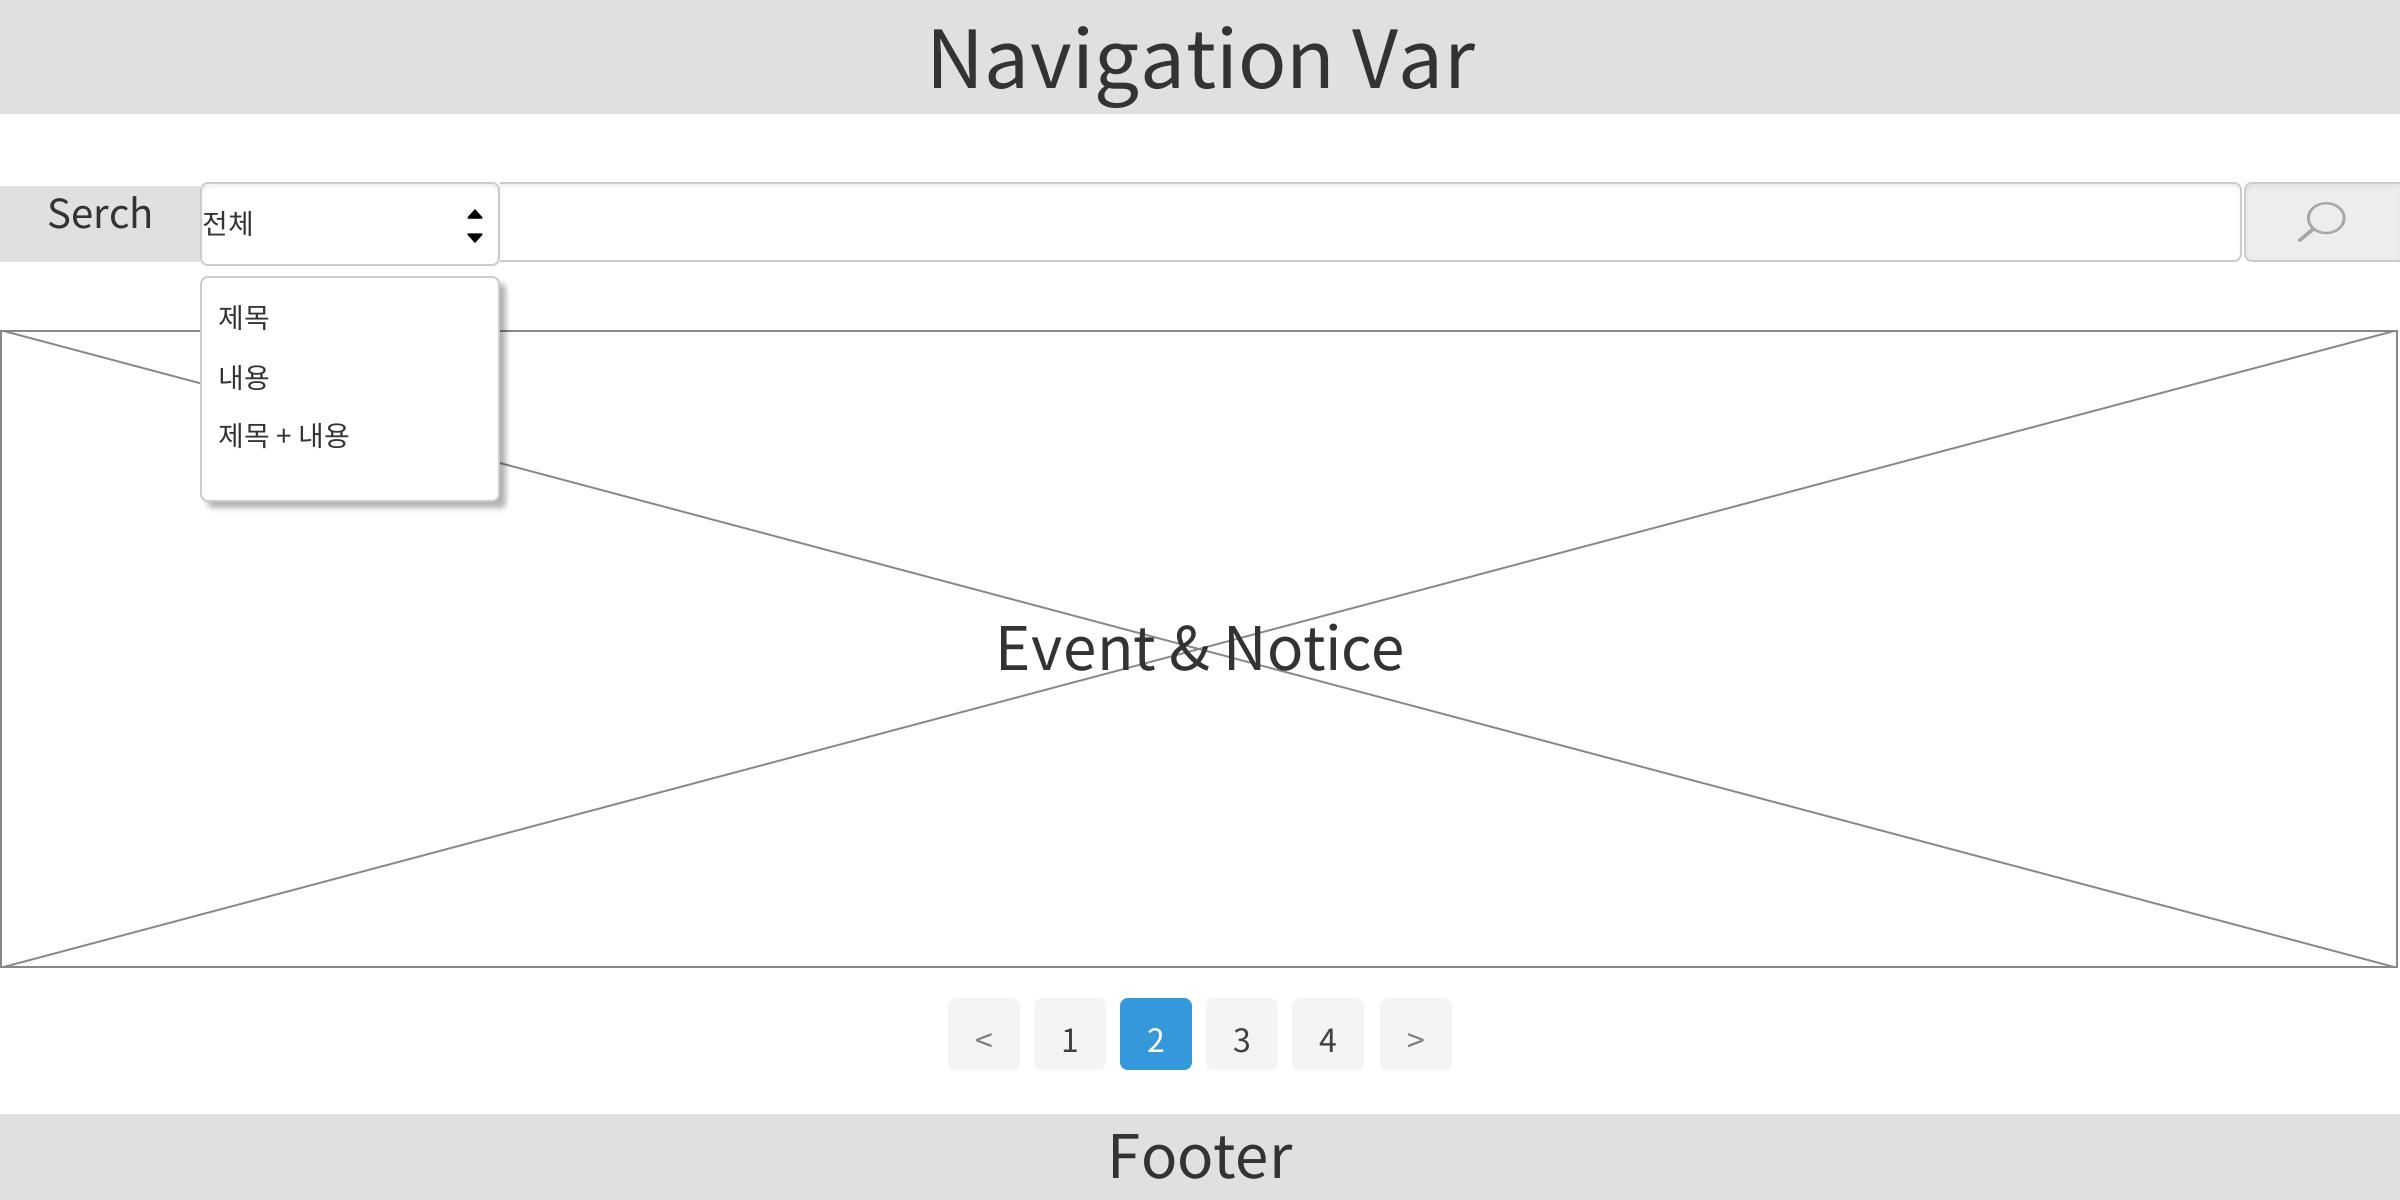 Navigation Var
Serch
전체
제목
내용
제목 + 내용
Event & Notice
< 1 2 3 4 >
Footer